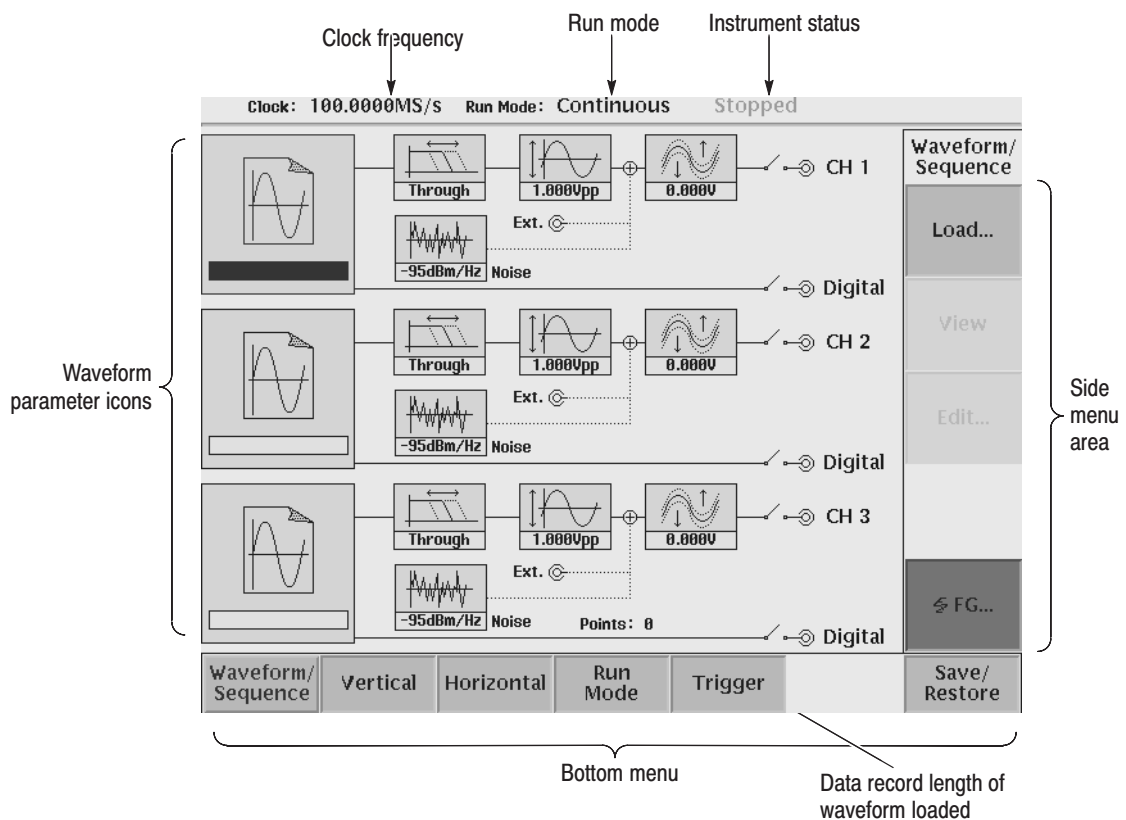 Clock frequency
Run mode
Instrument status
Clock: 100.0000MS/s Run Mode: Continuous Stopped
Waveform/
Sequence
Through
1.000Vpp
0.000V
CH 1
Ext.
-95dBm/Hz Noise
Digital
Load...
View
Through
1.000Vpp
0.000V
CH 2
Ext.
-95dBm/Hz Noise
Digital
Edit...
Waveform
parameter icons
Side
menu
area
Through
1.000Vpp
0.000V
CH 3
Ext.
-95dBm/Hz Noise
Points: 0
Digital
FG...
Waveform/
Sequence
Vertical
Horizontal
Run
Mode
Trigger
Save/
Restore
Bottom menu
Data record length of
waveform loaded